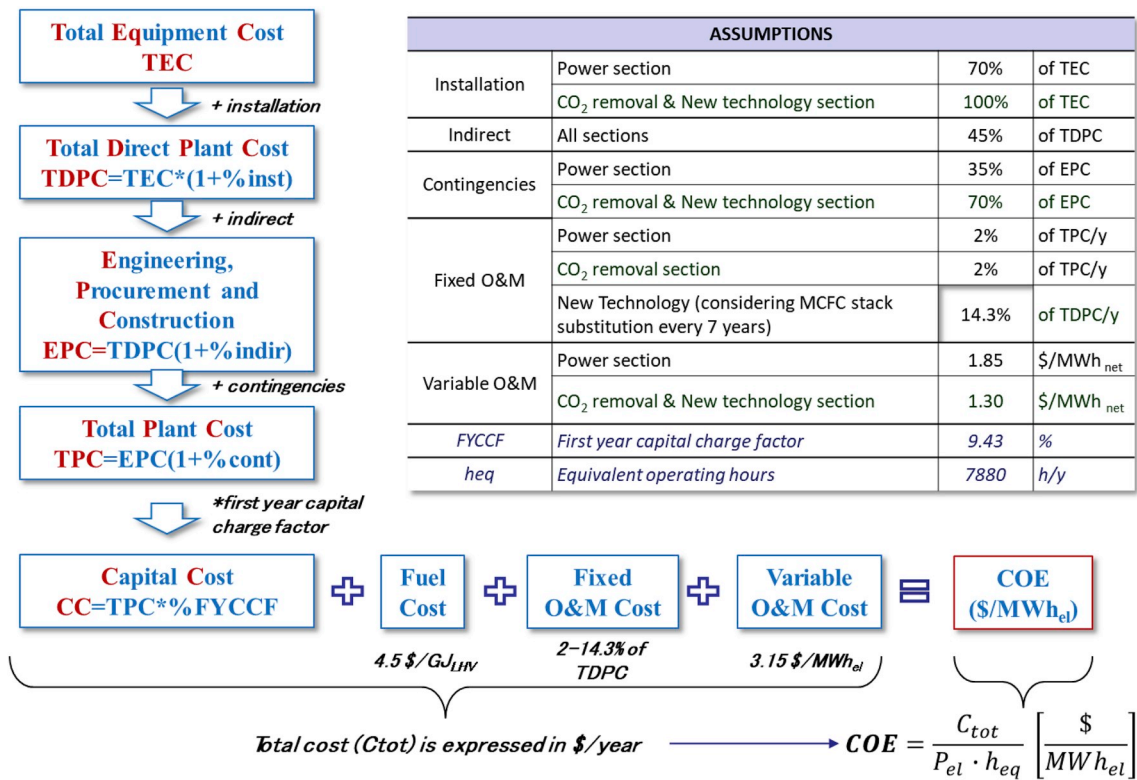 Total Equipment Cost
TEC
+ installation
Total Direct Plant Cost
TDPC=TEC*(1+%inst)
+ indirect
Engineering,
Procurement and
Construction
EPC=TDPC(1+%indir)
+ contingencies
Total Plant Cost
TPC=EPC(1+%cont)
*first year capital
charge factor
ASSUMPTIONS
Installation
Power section 70% of TEC
CO2 removal & New technology section 100% of TEC
Indirect All sections 45% of TDPC
Contingencies
Power section 35% of EPC
CO2 removal & New technology section 70% of EPC
Fixed O&M
Power section 2% of TPC/y
CO2 removal section 2% of TPC/y
New Technology (considering MCFC stack
substitution every 7 years) 14.3% of TDPC/y
Variable O&M
Power section 1.85 $/MWh net
CO2 removal & New technology section 1.30 $/MWh net
FYCCF First year capital charge factor 9.43 %
heq Equivalent operating hours 7880 h/y
Capital Cost
CC=TPC*%FYCCF
+
Fuel
Cost
4.5 $/GJLHV
+
Fixed
O&M Cost
2-14.3% of
TDPC
+
Variable
O&M Cost
3.15 $/MWhel
=
COE
($/MWhel)
Total cost (Ctot) is expressed in $/year
COE = Ctot / (Pel · heq) [$ / MWhel]